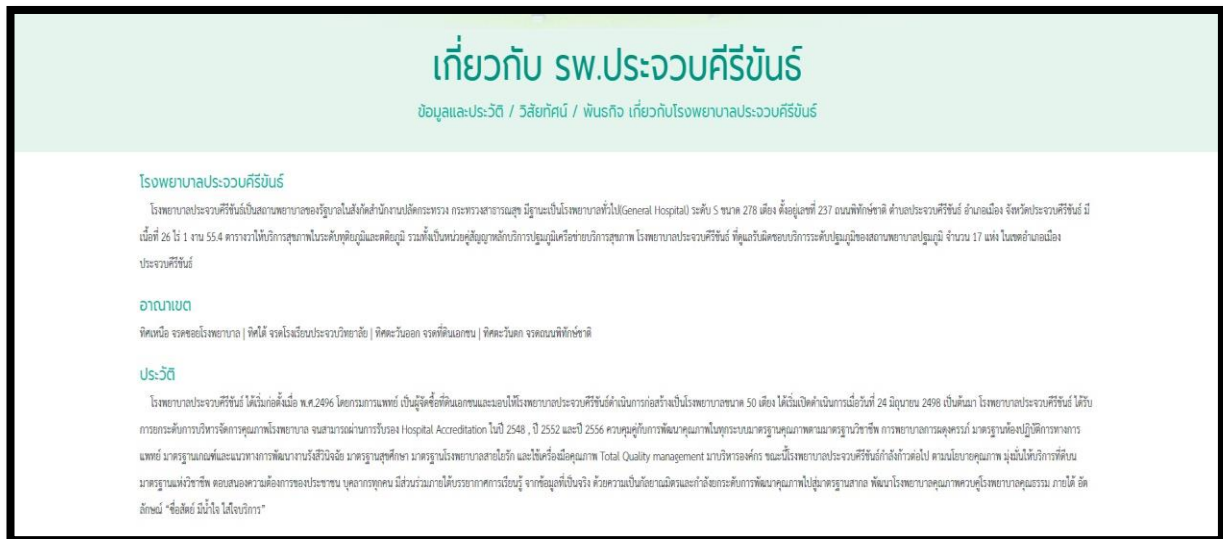 เกี่ยวกับ รพ.ประจวบคีรีขันธ์
ข้อมูลและประวัติ / วิสัยทัศน์ / พันธกิจ เกี่ยวกับโรงพยาบาลประจวบคีรีขันธ์
โรงพยาบาลประจวบคีรีขันธ์
โรงพยาบาลประจวบคีรีขันธ์เป็นสถานพยาบาลของรัฐบาลในสังกัดสำนักงานปลัดกระทรวง กระทรวงสาธารณสุข มีฐานะเป็นโรงพยาบาลทั่วไป(General Hospital) ระดับ S ขนาด 278 เตียง ตั้งอยู่เลขที่ 237 ถนนพิทักษ์ชาติ ตำบลประจวบคีรีขันธ์ อำเภอเมือง จังหวัดประจวบคีรีขันธ์ มี
เนื้อที่ 26 ไร่ 1 งาน 55.4 ตารางวาให้บริการสุขภาพในระดับทุติยภูมิและตติยภูมิ รวมทั้งเป็นหน่วยคู่สัญญาหลักบริการปฐมภูมิเครือข่ายบริการสุขภาพ โรงพยาบาลประจวบคีรีขันธ์ ที่ดูแลรับผิดชอบบริการระดับปฐมภูมิของสถานพยาบาลปฐมภูมิ จำนวน 17 แห่ง ในเขตอำเภอเมือง
ประจวบคีรีขันธ์
อาณาเขต
ทิศเหนือ จรดซอยโรงพยาบาล | ทิศใต้ จรดโรงเรียนประจวบวิทยาลัย | ทิศตะวันออก จรดที่ดินเอกชน | ทิศตะวันตก จรดถนนพิทักษ์ชาติ
ประวัติ
โรงพยาบาลประจวบคีรีขันธ์ ได้เริ่มก่อตั้งเมื่อ พ.ศ.2496 โดยกรมการแพทย์ เป็นผู้จัดซื้อที่ดินเอกชนและมอบให้โรงพยาบาลประจวบคีรีขันธ์ดำเนินการก่อสร้างเป็นโรงพยาบาลขนาด 50 เตียง ได้เริ่มเปิดดำเนินการเมื่อวันที่ 24 มิถุนายน 2498 เป็นต้นมา โรงพยาบาลประจวบคีรีขันธ์ ได้รับ
การยกระดับการบริหารจัดการคุณภาพโรงพยาบาล จนสามารถผ่านการรับรอง Hospital Accreditation ในปี 2548 , ปี 2552 และปี 2556 ควบคุมคู่กับการพัฒนาคุณภาพในทุกระบบมาตรฐานคุณภาพตามมาตรฐานวิชาชีพ การพยาบาลการผดุงครรภ์ มาตรฐานห้องปฏิบัติการทางการ
แพทย์ มาตรฐานเกณฑ์และแนวทางการพัฒนางานรังสีวินิจฉัย มาตรฐานสุขศึกษา มาตรฐานโรงพยาบาลสายใยรัก และใช้เครื่องมือคุณภาพ Total Quality management มาบริหารองค์กร ขณะนี้โรงพยาบาลประจวบคีรีขันธ์กำลังก้าวต่อไป ตามนโยบายคุณภาพ มุ่งมั่นให้บริการที่ดีบน
มาตรฐานแห่งวิชาชีพ ตอบสนองความต้องการของประชาชน บุคลากรทุกคน มีส่วนร่วมภายใต้บรรยากาศการเรียนรู้ จากข้อมูลที่เป็นจริง ด้วยความเป็นกัลยาณมิตรและกำลังยกระดับการพัฒนาคุณภาพไปสู่มาตรฐานสากล พัฒนาโรงพยาบาลคุณภาพควบคู่โรงพยาบาลคุณธรรม ภายใต้ อัต
ลักษณ์ “ซื่อสัตย์ มีน้ำใจ ใส่ใจบริการ”